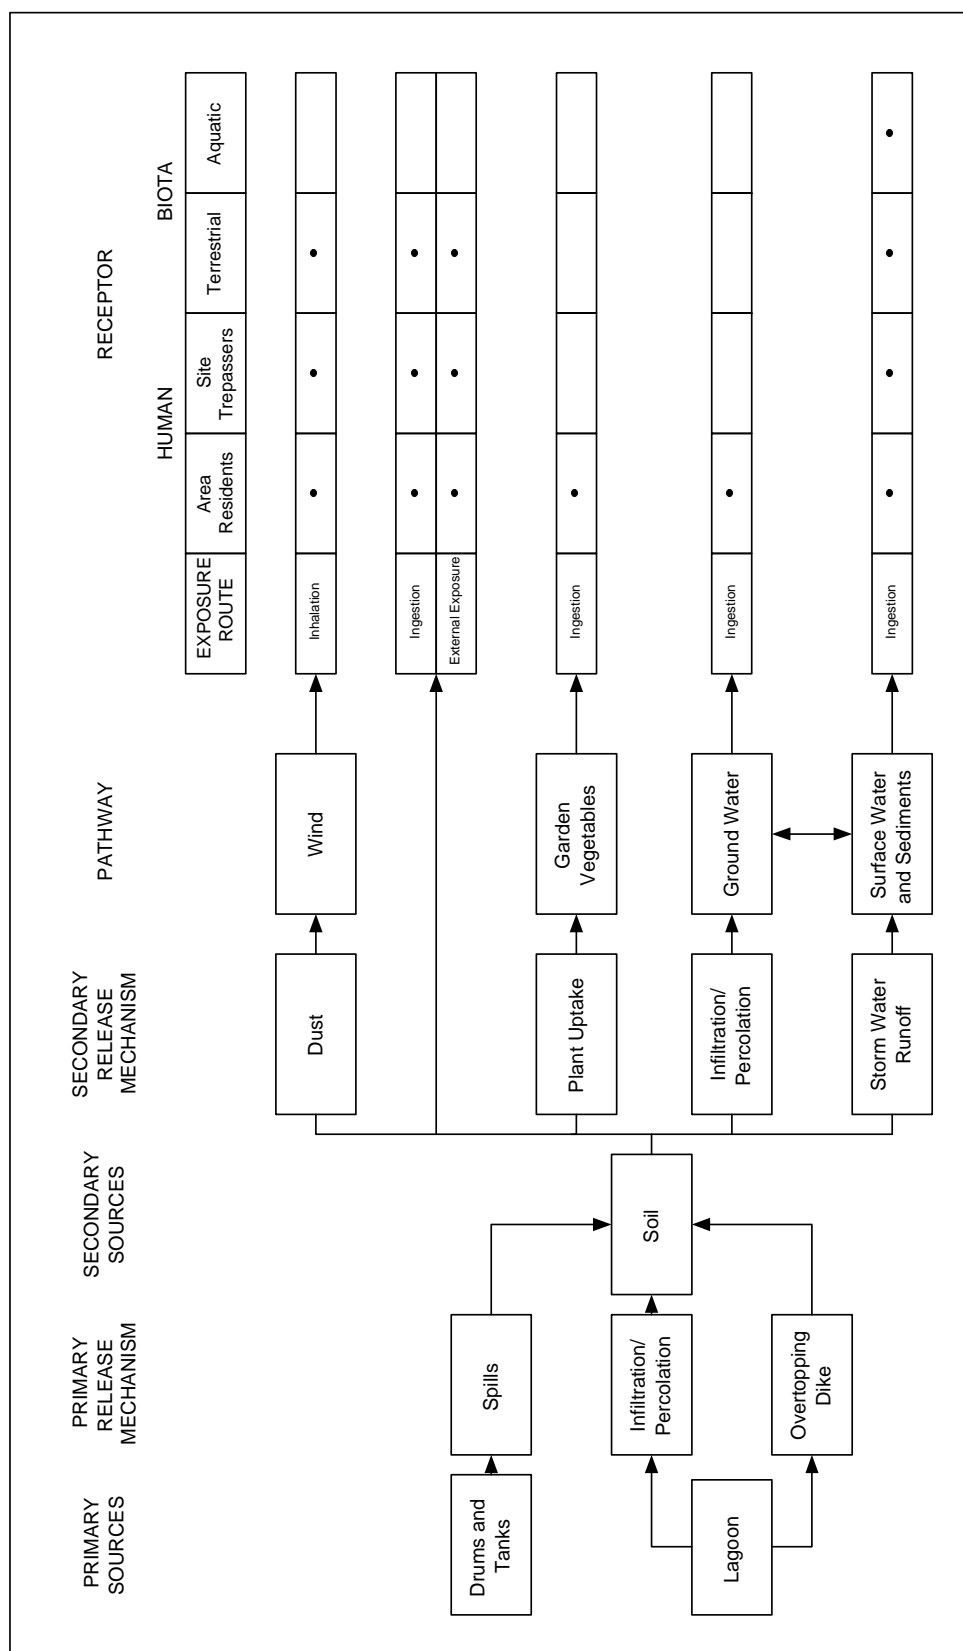 PRIMARY
SOURCES
PRIMARY
RELEASE
MECHANISM
SECONDARY
SOURCES
SECONDARY
RELEASE
MECHANISM
PATHWAY
RECEPTOR
HUMAN
BIOTA
EXPOSURE
ROUTE
Area
Residents
Site
Trepassers
Terrestrial
Aquatic
Dust
Wind
Inhalation
Ingestion
External Exposure
Drums and
Tanks
Spills
Plant Uptake
Garden
Vegetables
Ingestion
Soil
Lagoon
Infiltration/
Percolation
Infiltration/
Percolation
Ground Water
Ingestion
Overtopping
Dike
Storm Water
Runoff
Surface Water
and Sediments
Ingestion